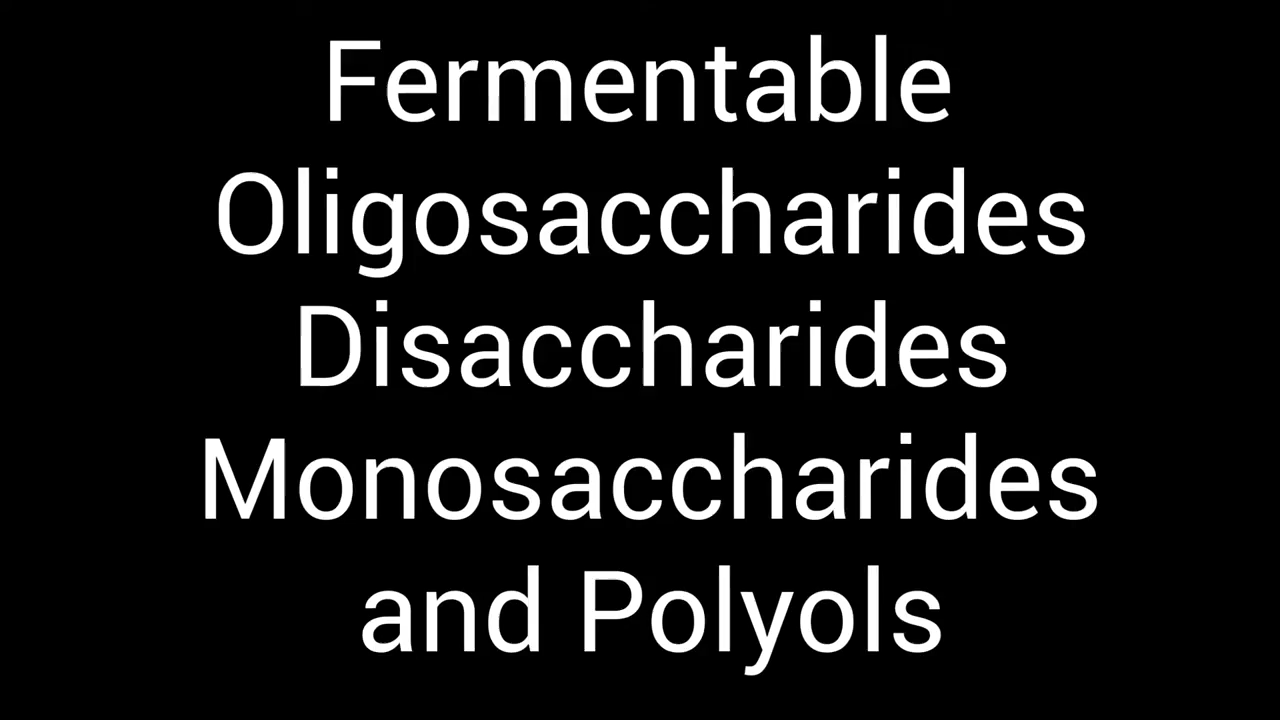 Fermentable
Oligosaccharides
Disaccharides
Monosaccharides
and Polyols